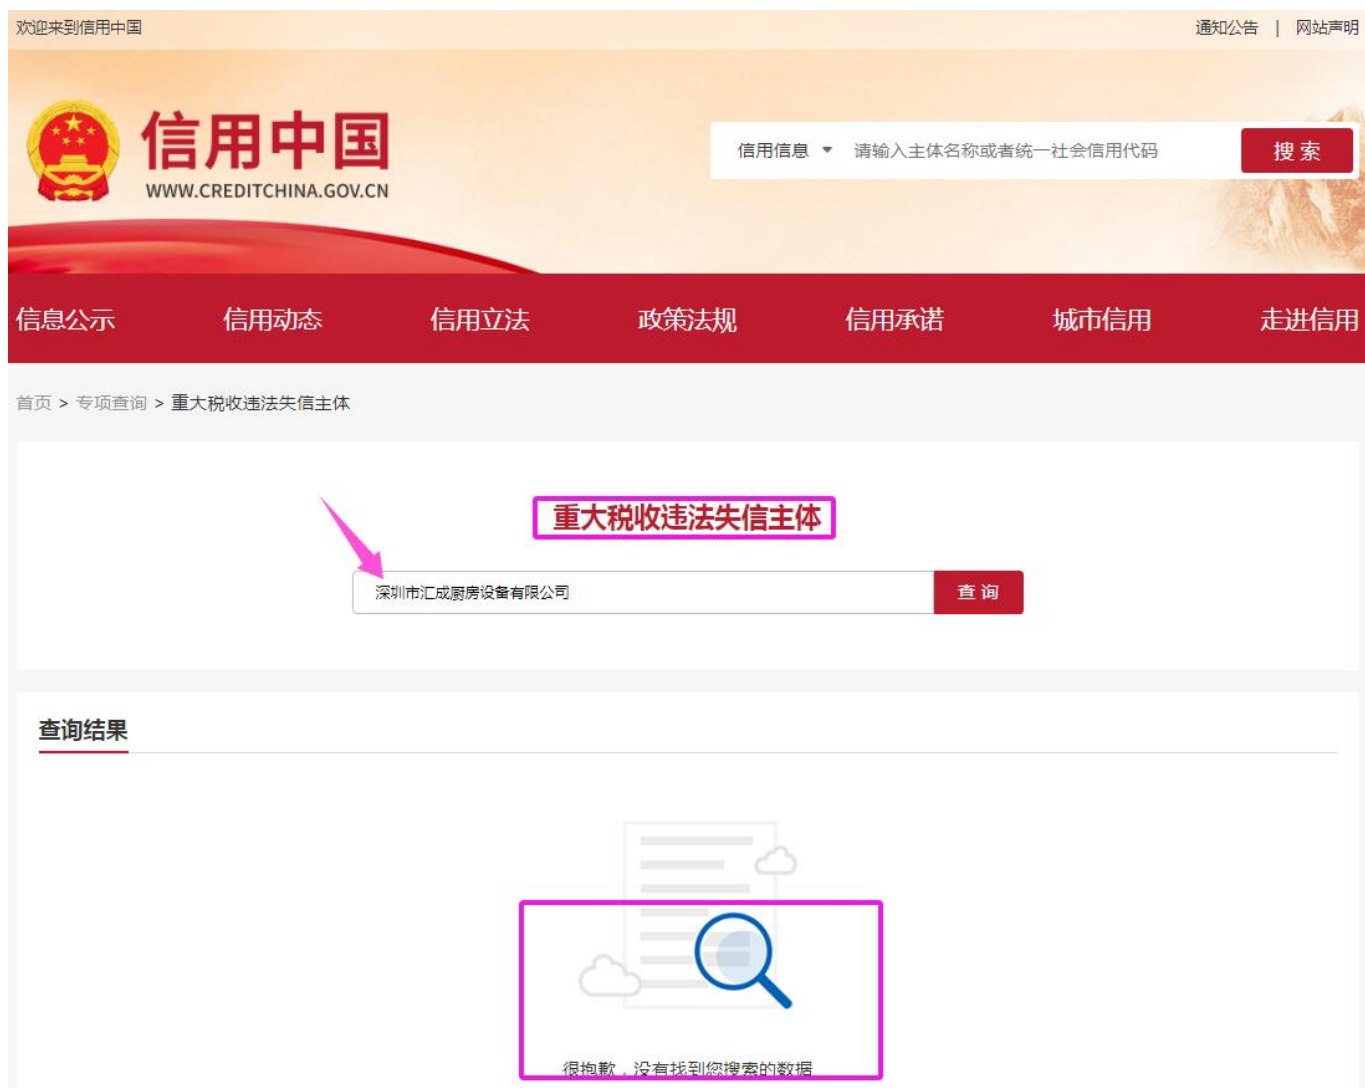 欢迎来到信用中国
通知公告 | 网站声明
信用中国
WWW.CREDITCHINA.GOV.CN
信用信息 请输入主体名称或者统一社会信用代码 搜索
信息公示 信用动态 信用立法 政策法规 信用承诺 城市信用 走进信用
首页 > 专项查询 > 重大税收违法失信主体
重大税收违法失信主体
深圳市汇成厨房设备有限公司 查询
查询结果
很抱歉，没有找到您搜索的数据